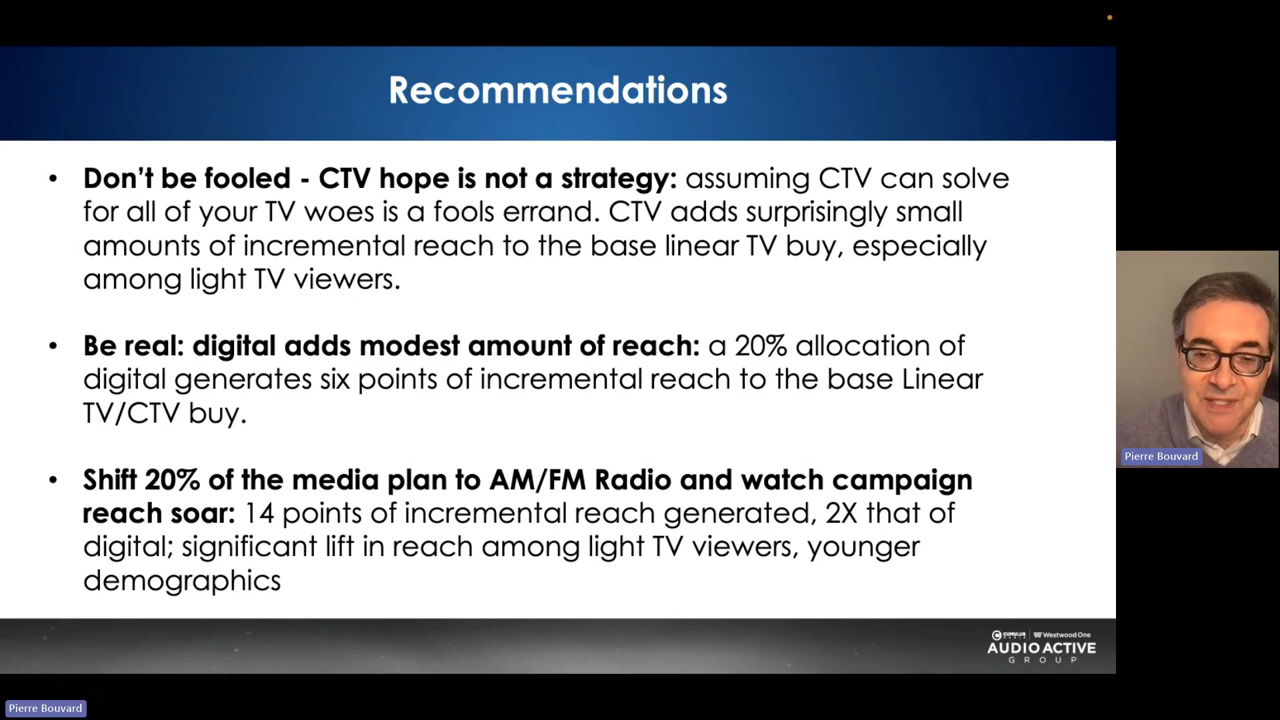 Recommendations
• Don’t be fooled - CTV hope is not a strategy: assuming CTV can solve
for all of your TV woes is a fools errand. CTV adds surprisingly small
amounts of incremental reach to the base linear TV buy, especially
among light TV viewers.
• Be real: digital adds modest amount of reach: a 20% allocation of
digital generates six points of incremental reach to the base Linear
TV/CTV buy.
• Shift 20% of the media plan to AM/FM Radio and watch campaign
reach soar: 14 points of incremental reach generated, 2X that of
digital; significant lift in reach among light TV viewers, younger
demographics
Pierre Bouvard
CUMULUS MEDIA | Westwood One
AUDIO ACTIVE
GROUP
Pierre Bouvard